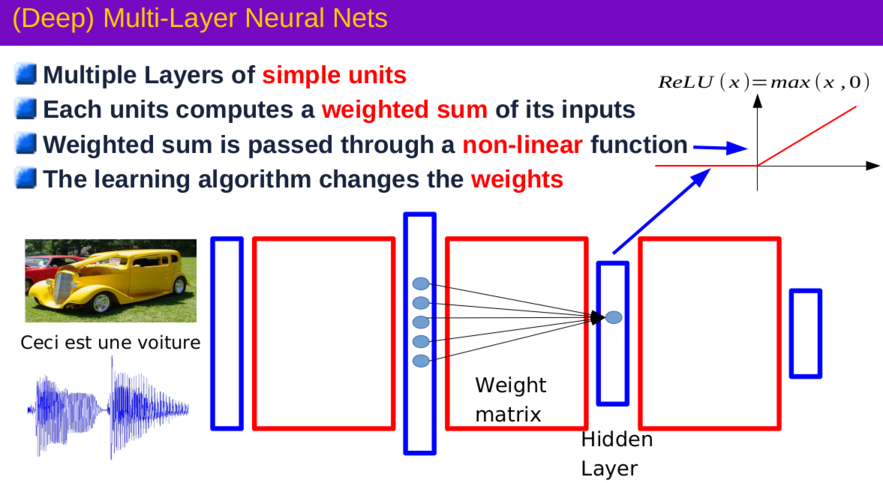 (Deep) Multi-Layer Neural Nets
Multiple Layers of simple units
Each units computes a weighted sum of its inputs
Weighted sum is passed through a non-linear function
The learning algorithm changes the weights
ReLU (x)=max(x ,0)
Ceci est une voiture
Weight
matrix
Hidden
Layer